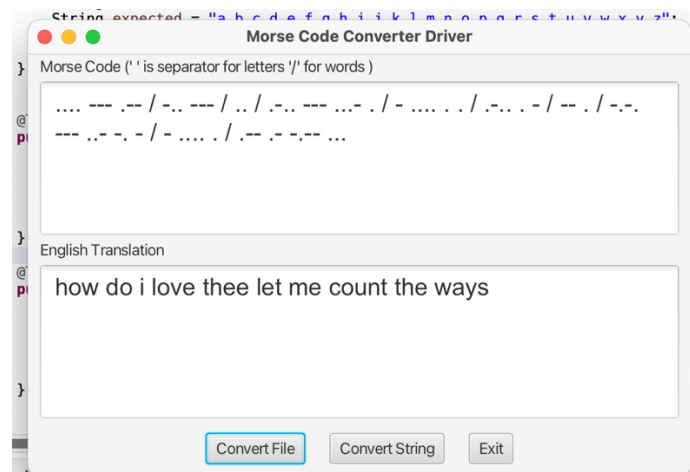 String expected = "a b c d e f g h i j k l m n o p q r s t u v w x y z";
Morse Code Converter Driver
} Morse Code (' ' is separator for letters '/' for words )
.... --- .-- / -.. --- / .. / .-.. --- ...- . / - .... . . / .-.. . - / -- . / -.-.
--- ..- -. - / - .... . / .-- .- -.-- ...
@
p
}
English Translation
@
p
how do i love thee let me count the ways
}
Convert File Convert String Exit